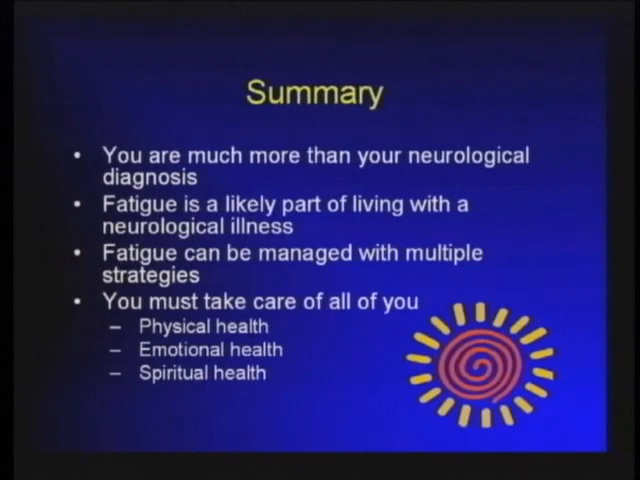 Summary
• You are much more than your neurological
diagnosis
• Fatigue is a likely part of living with a
neurological illness
• Fatigue can be managed with multiple
strategies
• You must take care of all of you
– Physical health
– Emotional health
– Spiritual health